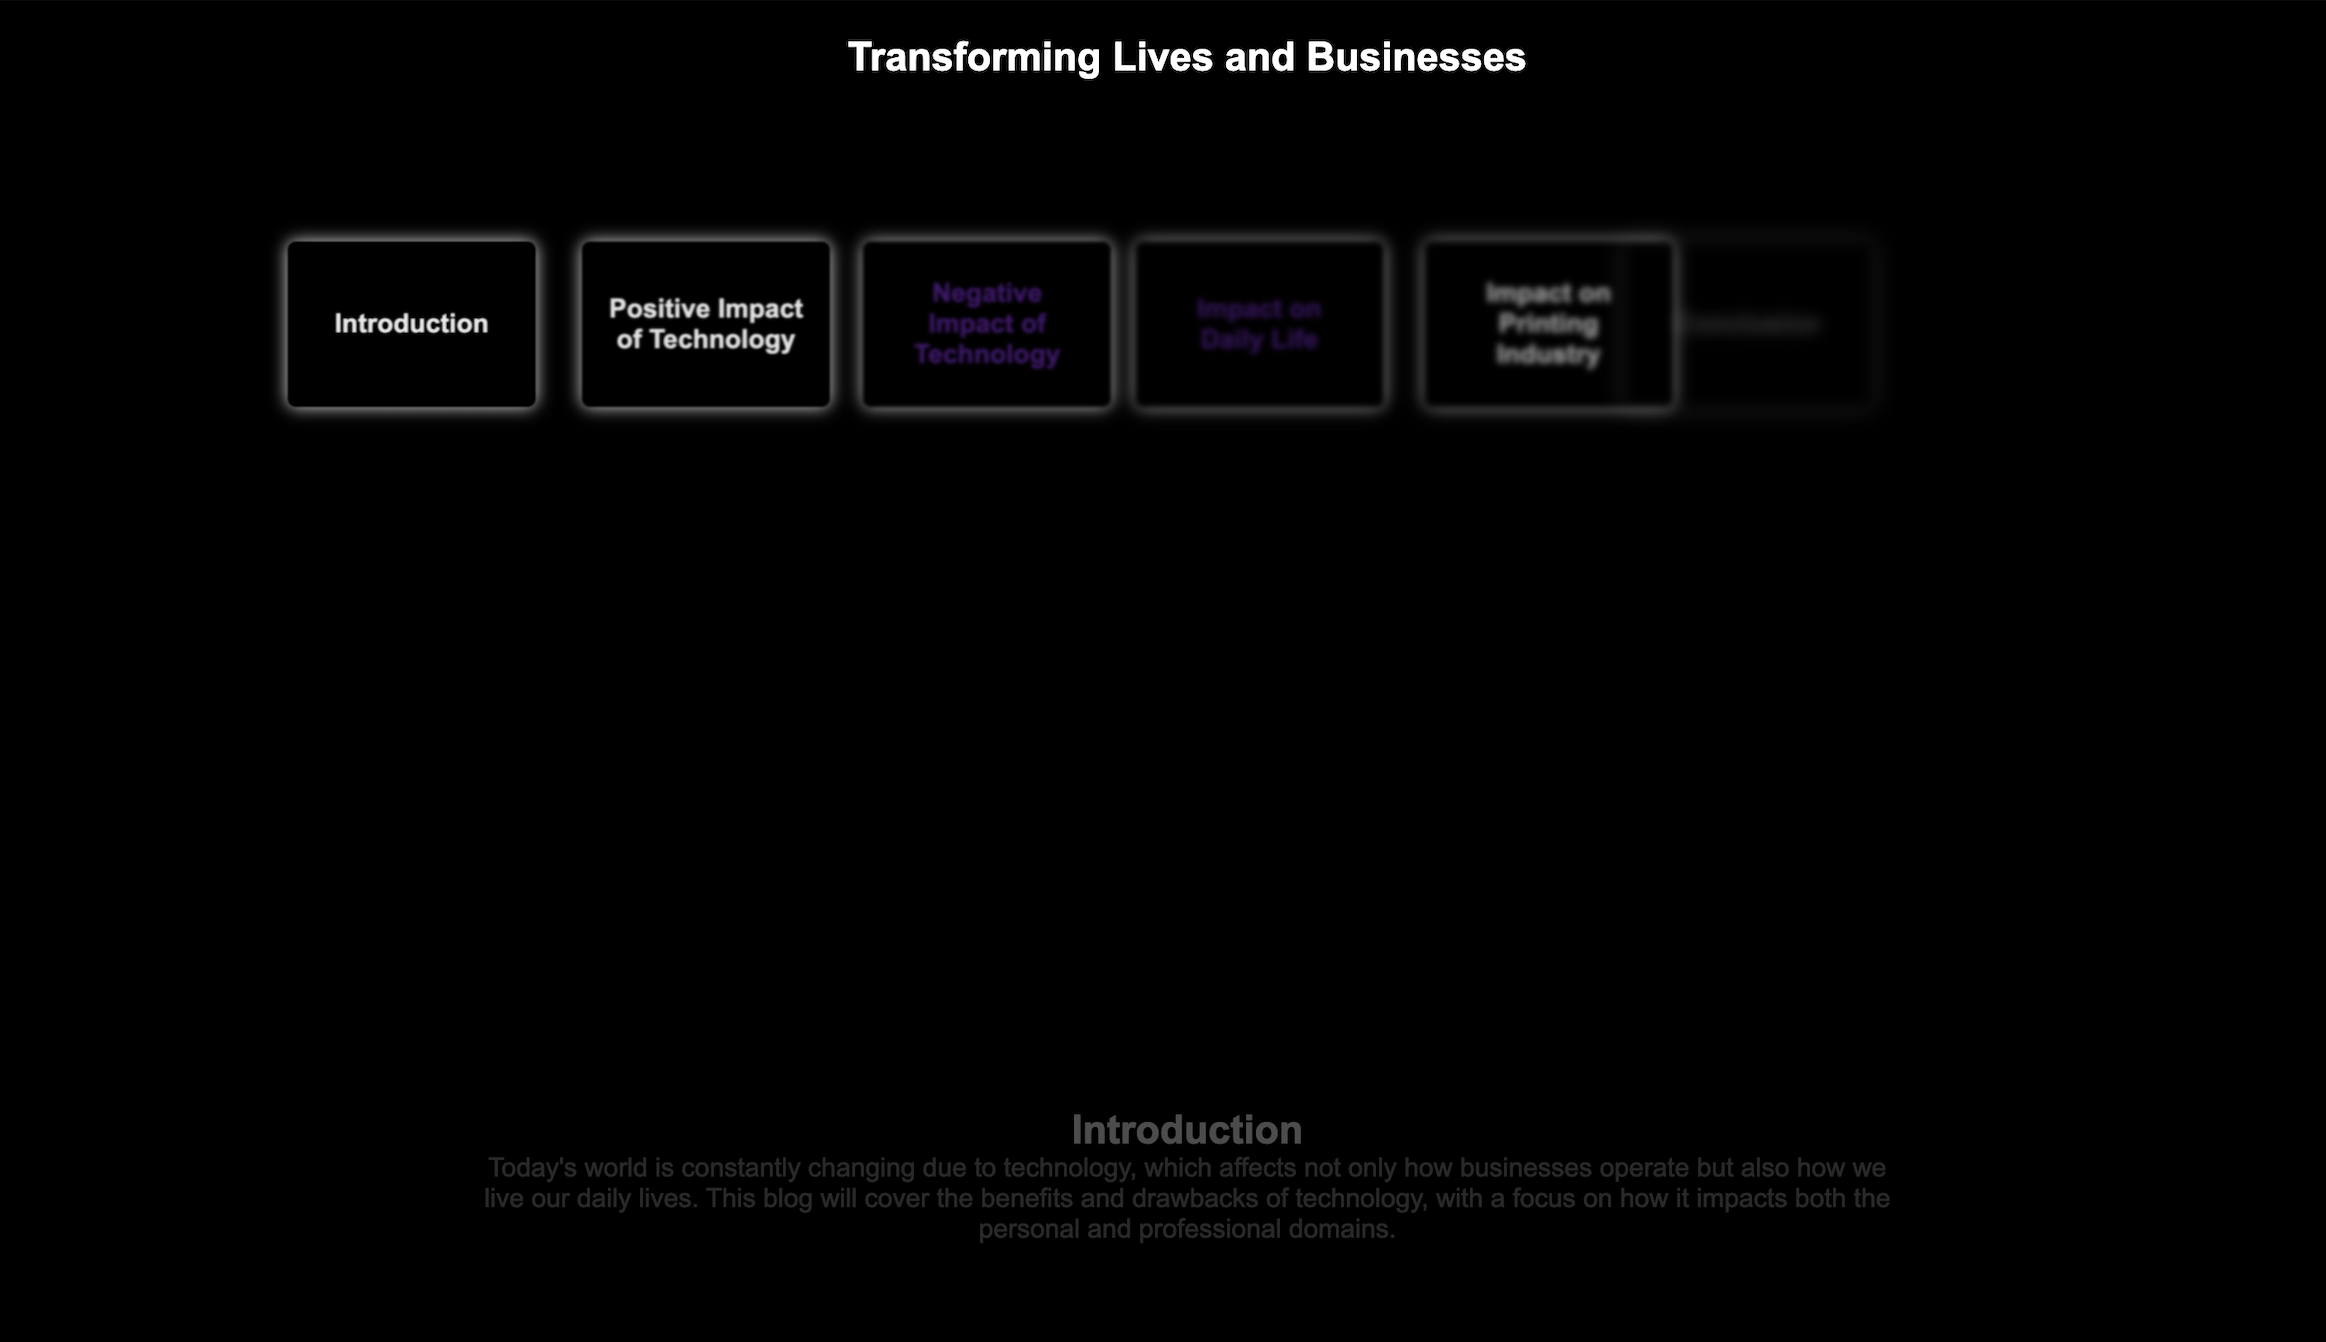 Transforming Lives and Businesses
Introduction
Positive Impact
of Technology
Negative
Impact of
Technology
Impact on
Daily Life
Impact on
Printing
Industry
Introduction
Today's world is constantly changing due to technology, which affects not only how businesses operate but also how we
live our daily lives. This blog will cover the benefits and drawbacks of technology, with a focus on how it impacts both the
personal and professional domains.